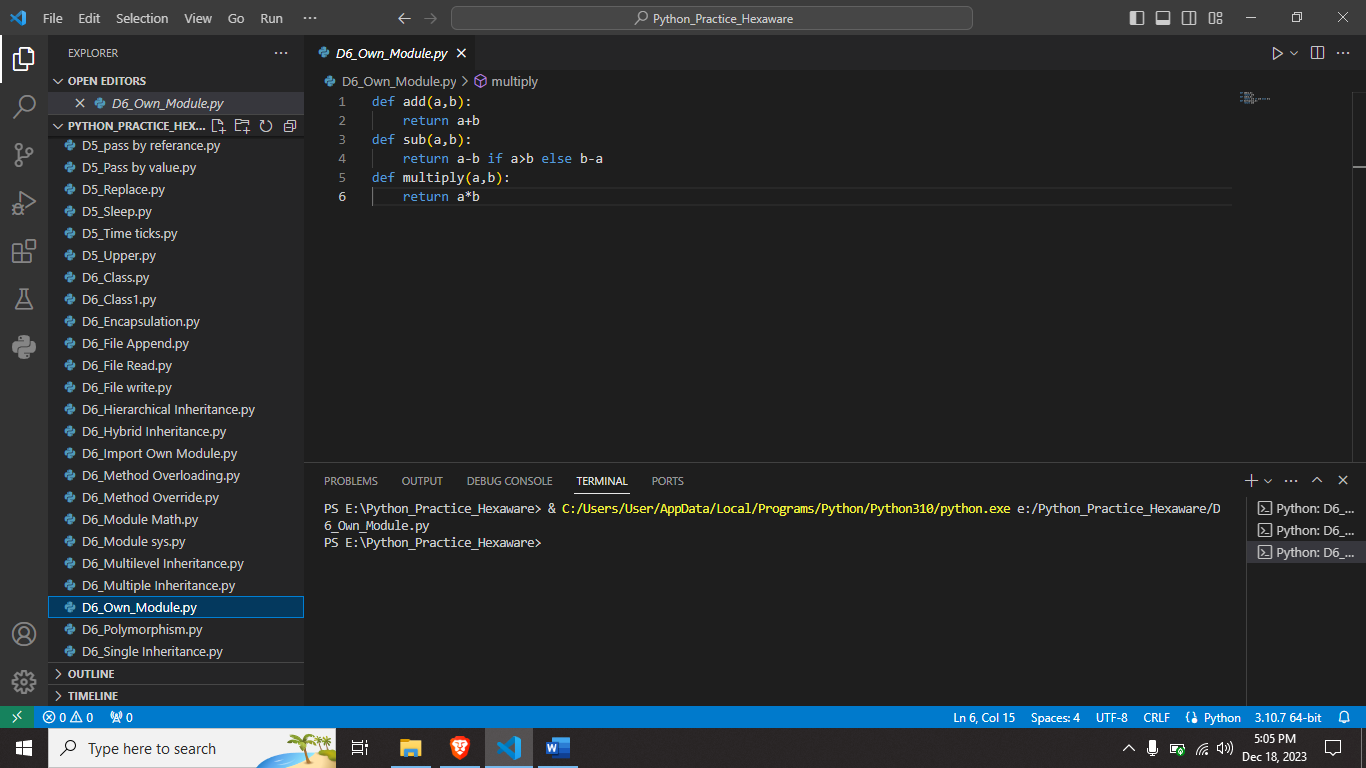 File Edit Selection View Go Run ···
Python_Practice_Hexaware
EXPLORER
OPEN EDITORS
D6_Own_Module.py
PYTHON_PRACTICE_HEX...
D5_pass by referance.py
D5_Pass by value.py
D5_Replace.py
D5_Sleep.py
D5_Time ticks.py
D5_Upper.py
D6_Class.py
D6_Class1.py
D6_Encapsulation.py
D6_File Append.py
D6_File Read.py
D6_File write.py
D6_Hierarchical Inheritance.py
D6_Hybrid Inheritance.py
D6_Import Own Module.py
D6_Method Overloading.py
D6_Method Override.py
D6_Module Math.py
D6_Module sys.py
D6_Multilevel Inheritance.py
D6_Multiple Inheritance.py
D6_Own_Module.py
D6_Polymorphism.py
D6_Single Inheritance.py
OUTLINE
TIMELINE
D6_Own_Module.py
D6_Own_Module.py > multiply
1 def add(a,b):
2     return a+b
3 def sub(a,b):
4     return a-b if a>b else b-a
5 def multiply(a,b):
6     return a*b
PROBLEMS OUTPUT DEBUG CONSOLE TERMINAL PORTS
PS E:\Python_Practice_Hexaware> & C:/Users/User/AppData/Local/Programs/Python/Python310/python.exe e:/Python_Practice_Hexaware/D
6_Own_Module.py
PS E:\Python_Practice_Hexaware>
Python: D6_...
Python: D6_...
Python: D6_...
0 0 0
Ln 6, Col 15 Spaces: 4 UTF-8 CRLF Python 3.10.7 64-bit
Type here to search
5:05 PM
Dec 18, 2023